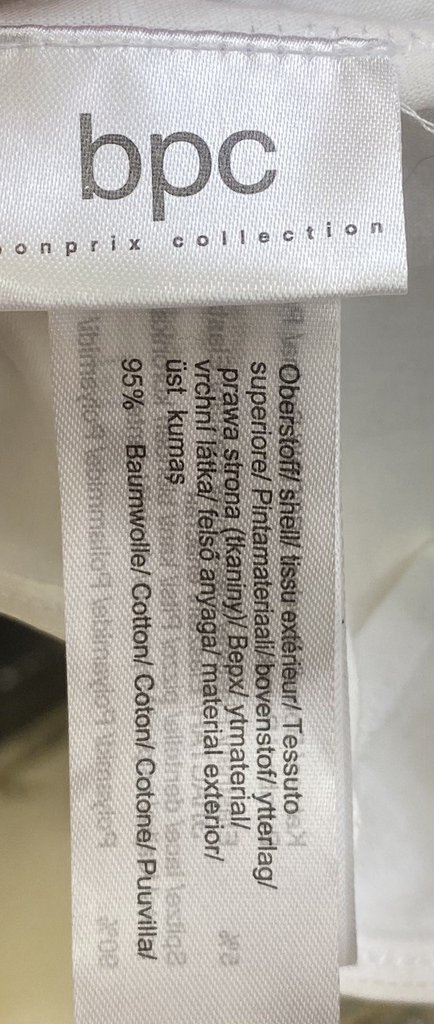 bpc
onprix collection
Oberstoff/ shell/ tissu extérieur/ Tessuto
superiore/ Pintamateriaali/ bovenstof/ ytterlag/
prawa strona (tkaniny)/ Верх/ ytmaterial/
vrchní látka/ felső anyaga/ material exterior/
üst kumaş
95% Baumwolle/ Cotton/ Coton/ Cotone/ Puuvilla/